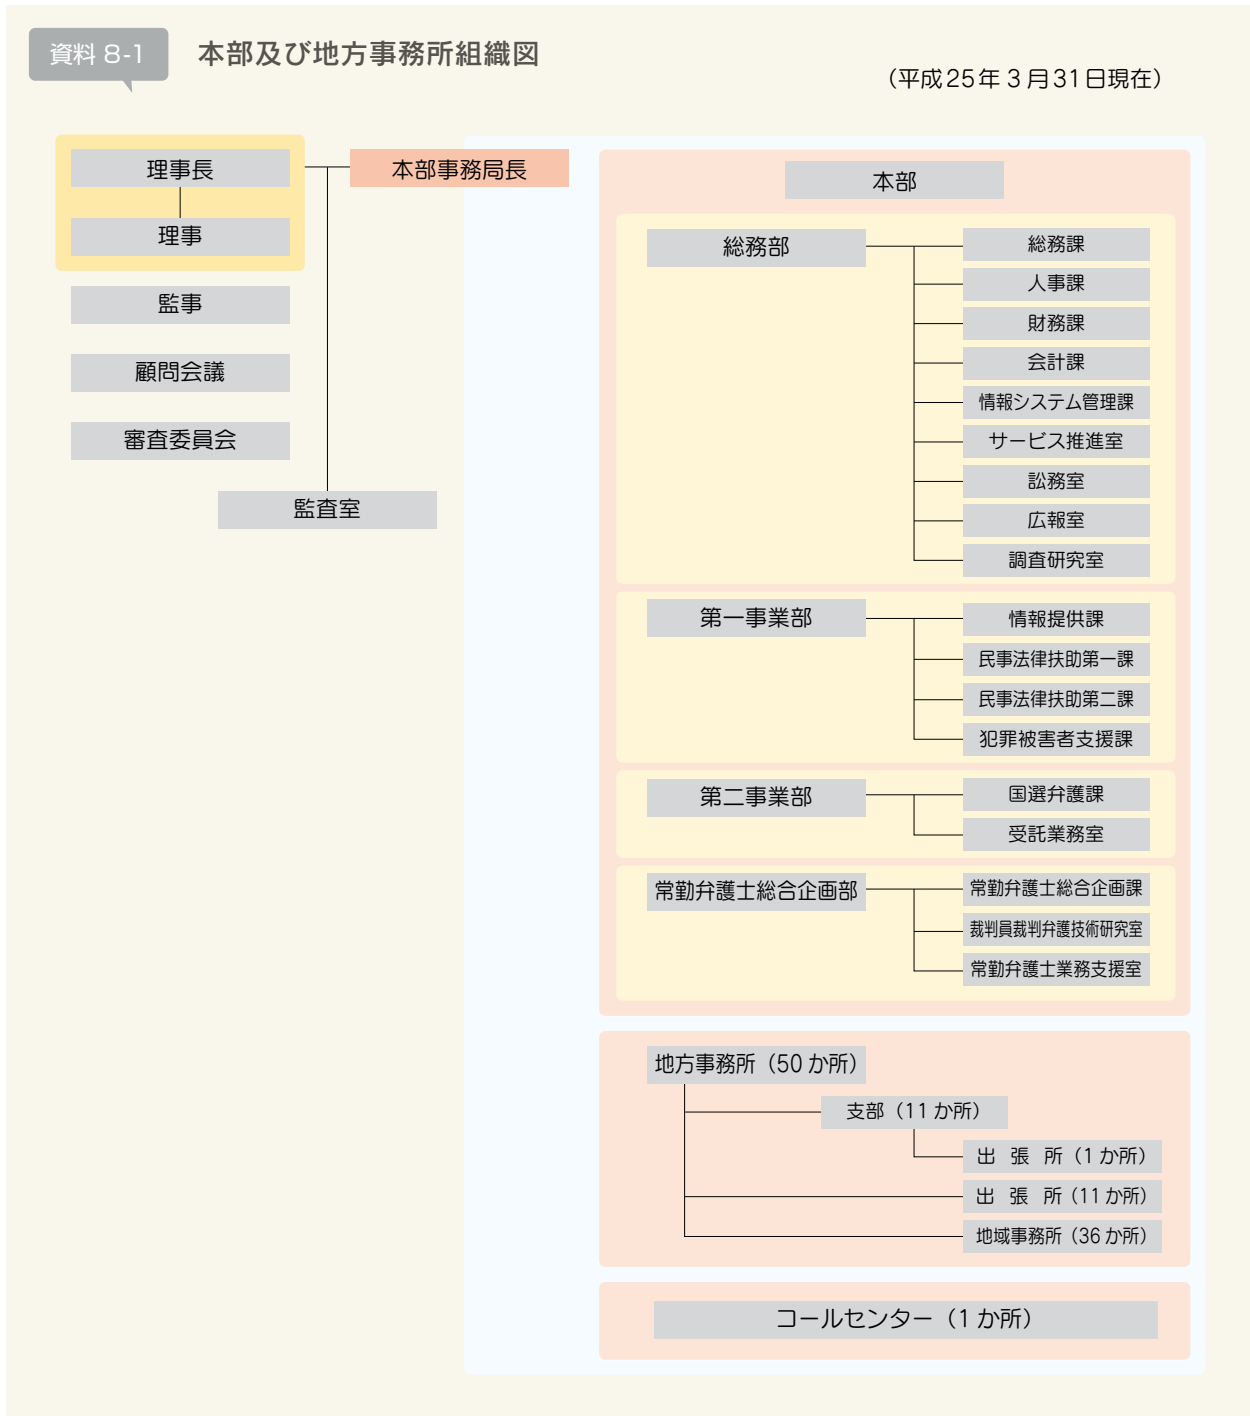 資料 8-1
本部及び地方事務所組織図
（平成25年3月31日現在）
理事長
理事
監事
顧問会議
審査委員会
監査室
本部事務局長
本部
総務部
総務課
人事課
財務課
会計課
情報システム管理課
サービス推進室
訟務室
広報室
調査研究室
第一事業部
情報提供課
民事法律扶助第一課
民事法律扶助第二課
犯罪被害者支援課
第二事業部
国選弁護課
受託業務室
常勤弁護士総合企画部
常勤弁護士総合企画課
裁判員裁判弁護技術研究室
常勤弁護士業務支援室
地方事務所（50か所）
支部（11か所）
出 張 所（1か所）
出 張 所（11か所）
地域事務所（36か所）
コールセンター（1か所）